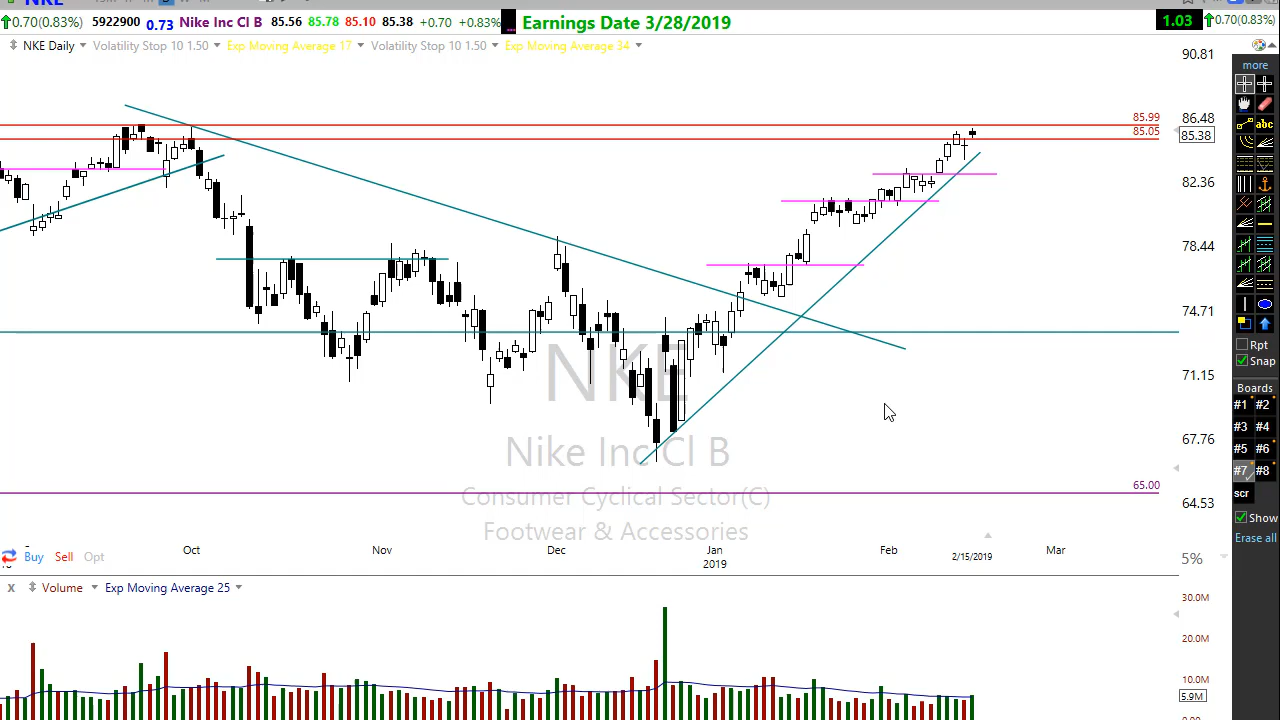 NKE
0.70(0.83%) 5922900 0.73 Nike Inc Cl B 85.56 85.78 85.10 85.38 +0.70 +0.83% Earnings Date 3/28/2019 1.03 0.70(0.83%)
NKE Daily Volatility Stop 10 1.50 Exp Moving Average 17 Volatility Stop 10 1.50 Exp Moving Average 34
90.81
more
85.99
86.48
85.05
85.38
abc
82.36
78.44
74.71
Rpt
Snap
NKE
71.15
Boards
#1 #2
#3 #4
67.76
Nike Inc Cl B
#5 #6
#7 #8
65.00
Consumer Cyclical Sector(C)
scr
64.53
Show
Footwear & Accessories
Erase all
Oct Nov Dec Jan Feb Mar
2019
2/15/2019
Buy Sell Opt
5%
x Volume Exp Moving Average 25
30.0M
20.0M
10.0M
5.9M